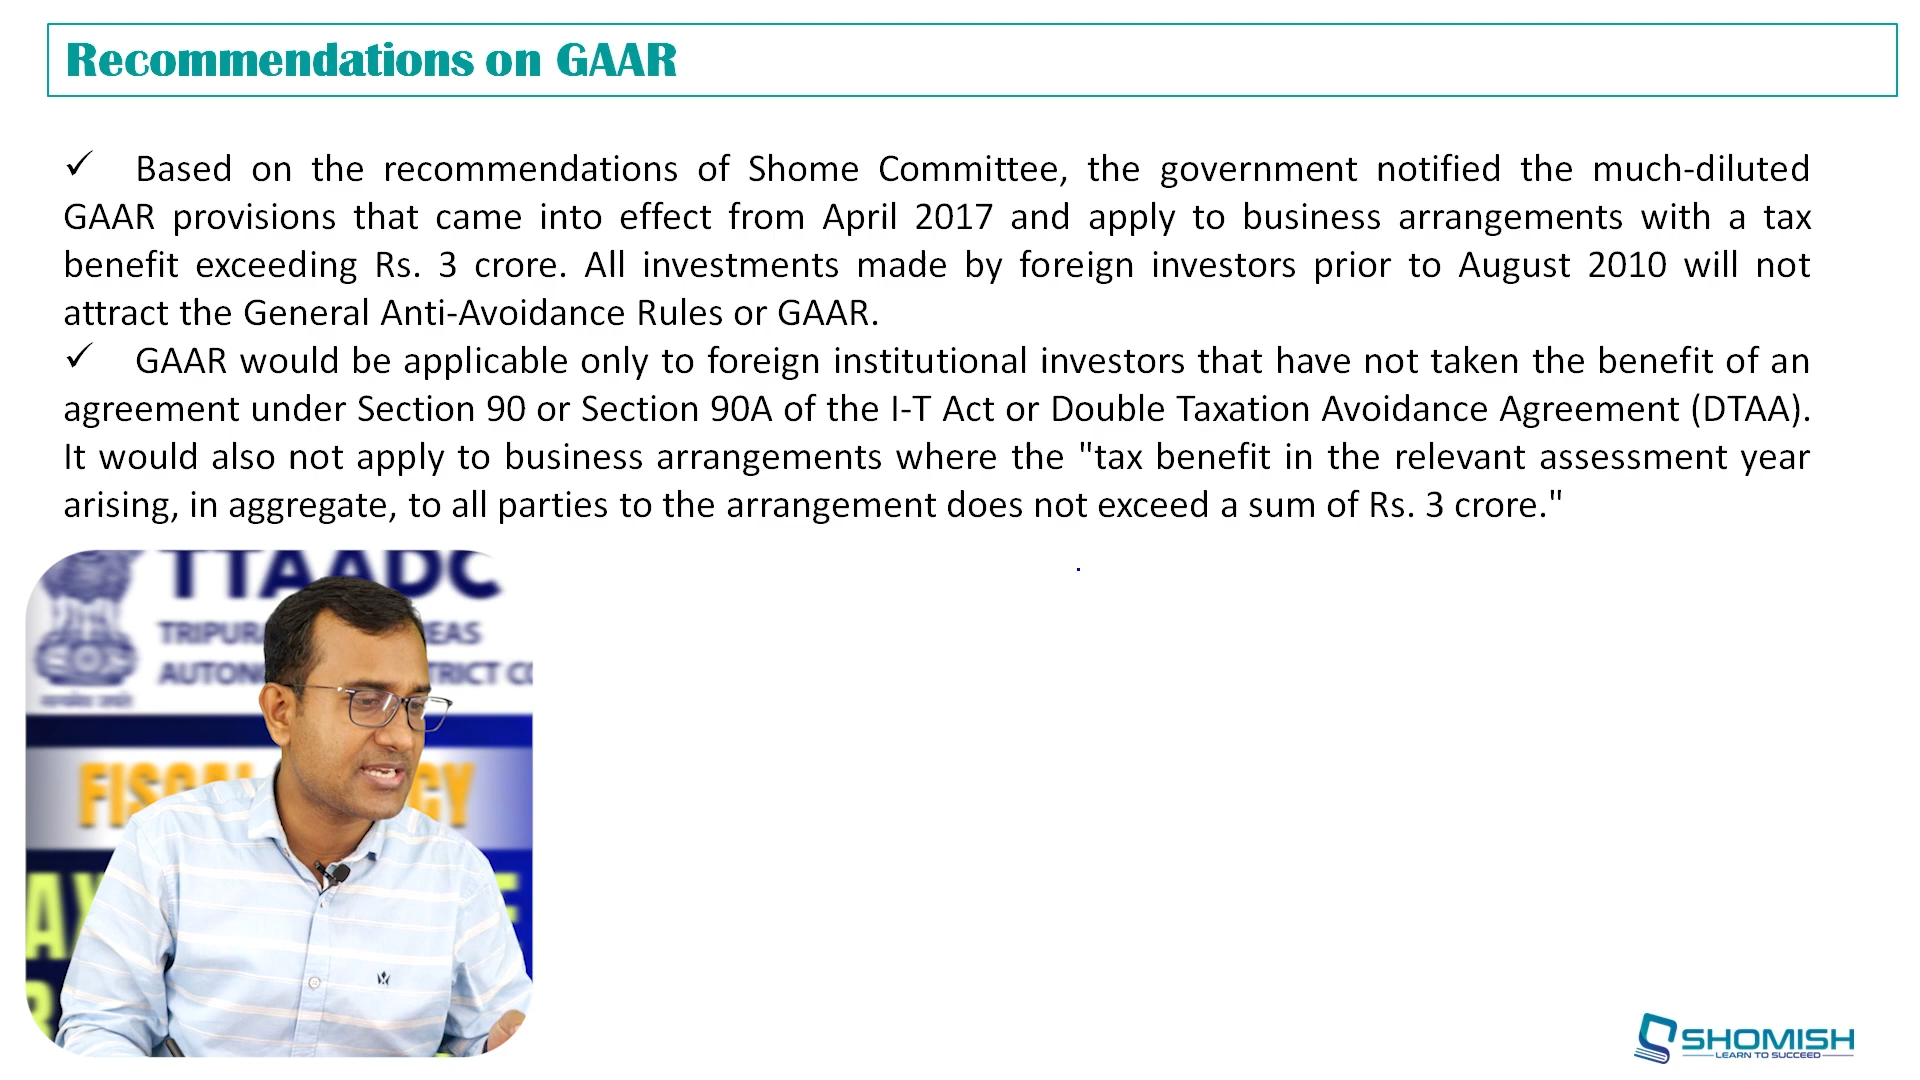 Recommendations on GAAR
✓ Based on the recommendations of Shome Committee, the government notified the much-diluted
GAAR provisions that came into effect from April 2017 and apply to business arrangements with a tax
benefit exceeding Rs. 3 crore. All investments made by foreign investors prior to August 2010 will not
attract the General Anti-Avoidance Rules or GAAR.
✓ GAAR would be applicable only to foreign institutional investors that have not taken the benefit of an
agreement under Section 90 or Section 90A of the I-T Act or Double Taxation Avoidance Agreement (DTAA).
It would also not apply to business arrangements where the "tax benefit in the relevant assessment year
arising, in aggregate, to all parties to the arrangement does not exceed a sum of Rs. 3 crore."
TTAADC
SHOMISH
LEARN TO SUCCEED